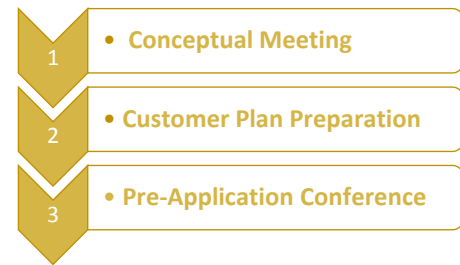 1
• Conceptual Meeting
2
• Customer Plan Preparation
3
• Pre-Application Conference